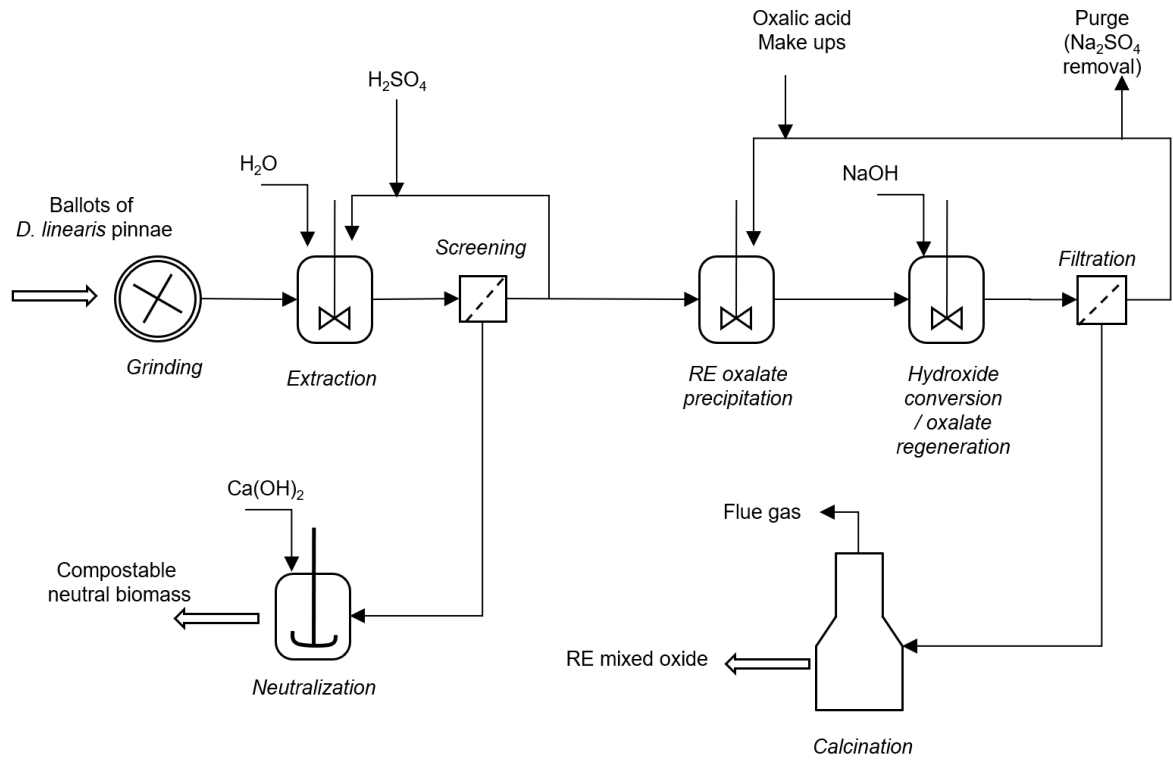 Oxalic acid
Make ups
Purge
(Na₂SO₄
removal)
H₂SO₄
H₂O
NaOH
Ballots of
D. linearis pinnae
Screening
Filtration
Grinding
Extraction
RE oxalate
precipitation
Hydroxide
conversion
/ oxalate
regeneration
Ca(OH)₂
Flue gas
Compostable
neutral biomass
RE mixed oxide
Neutralization
Calcination